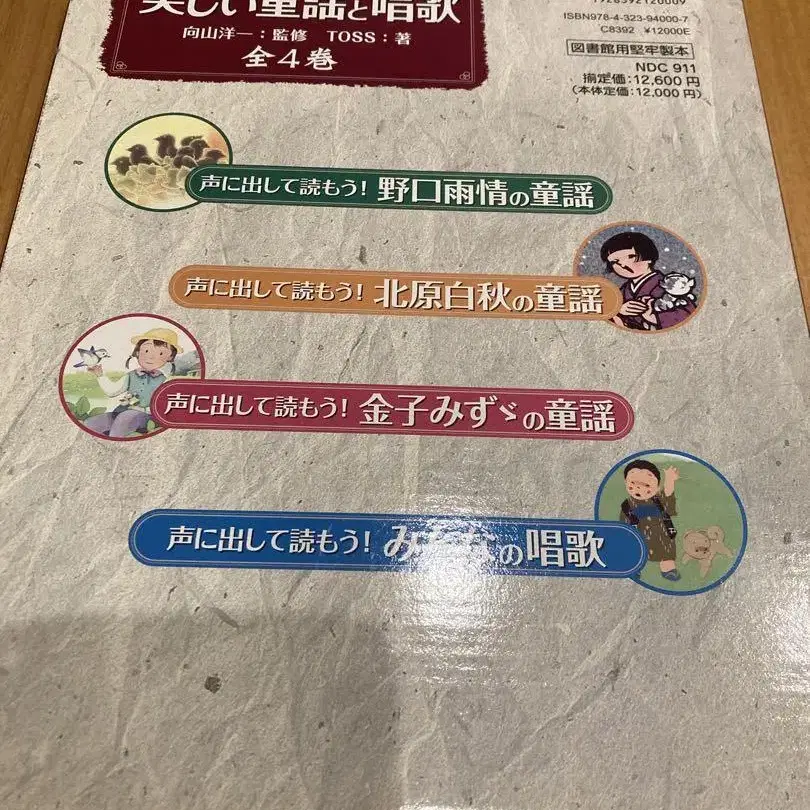 美しい童謡と唱歌
向山洋一：監修 TOSS：著
全4巻
1928392120009
ISBN978-4-323-94000-7
C8392 ¥12000E
図書館用堅牢製本
NDC 911
揃定価：12,600円
（本体定価：12,000円）
声に出して読もう！ 野口雨情の童謡
声に出して読もう！ 北原白秋の童謡
声に出して読もう！ 金子みすゞの童謡
声に出して読もう！ みんなの唱歌